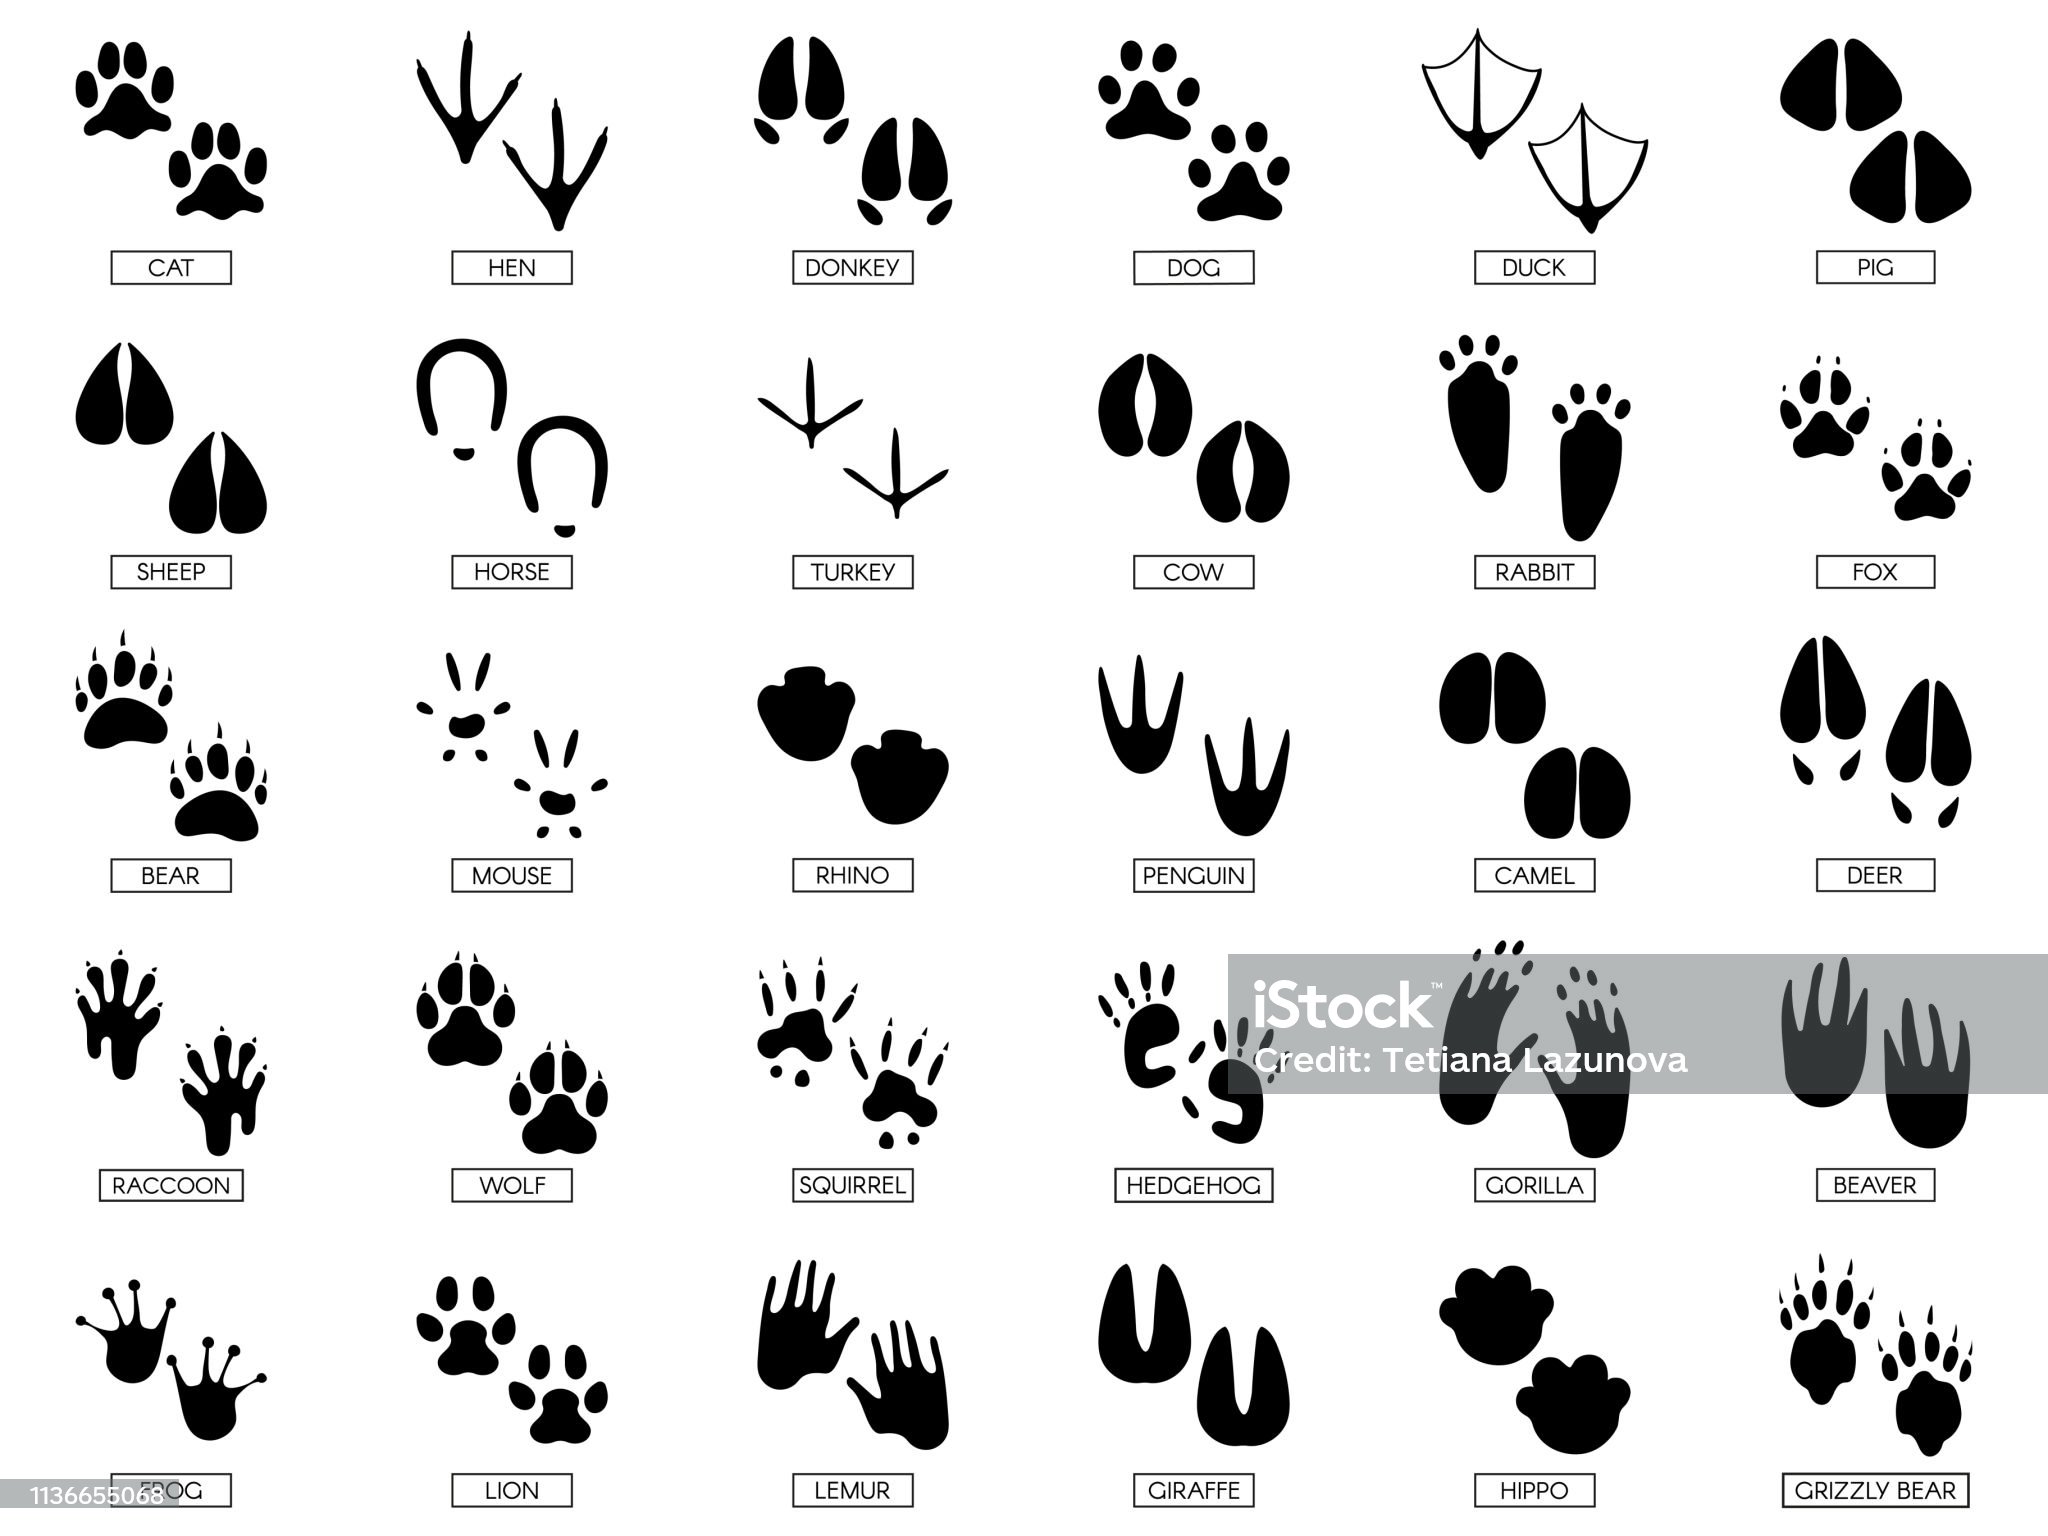 CAT
HEN
DONKEY
DOG
DUCK
PIG
SHEEP
HORSE
TURKEY
COW
RABBIT
FOX
BEAR
MOUSE
RHINO
PENGUIN
CAMEL
DEER
iStock™
Credit: Tetiana Lazunova
RACCOON
WOLF
SQUIRREL
HEDGEHOG
GORILLA
BEAVER
FROG
1136655068
LION
LEMUR
GIRAFFE
HIPPO
GRIZZLY BEAR